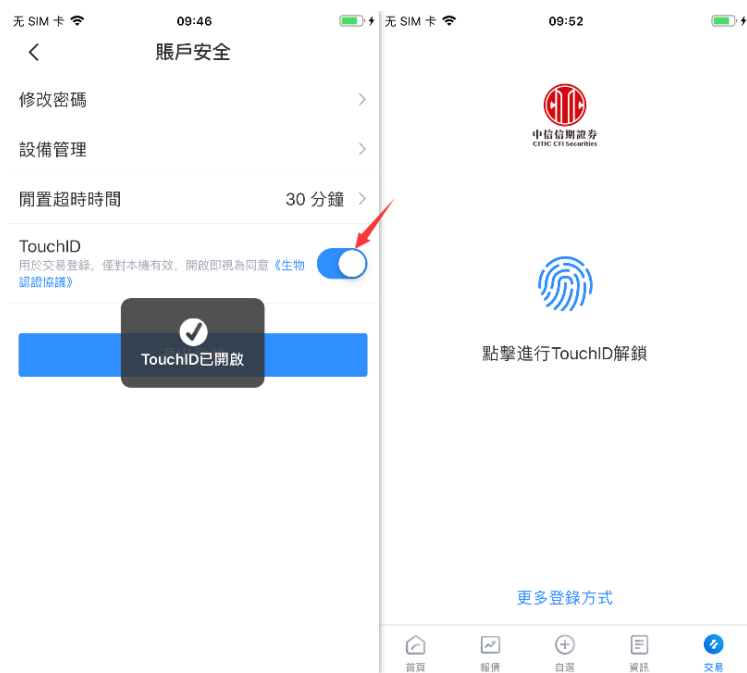 无 SIM 卡
09:46
賬戶安全
修改密碼
設備管理
閒置超時時間
30 分鐘
TouchID
用於交易登錄，僅對本機有效，開啟即視為同意《生物
認證協議》
TouchID已開啟
无 SIM 卡
09:52
中信信期證券
CITIC CFI Securities
點擊進行TouchID解鎖
更多登錄方式
首頁
報價
自選
資訊
交易